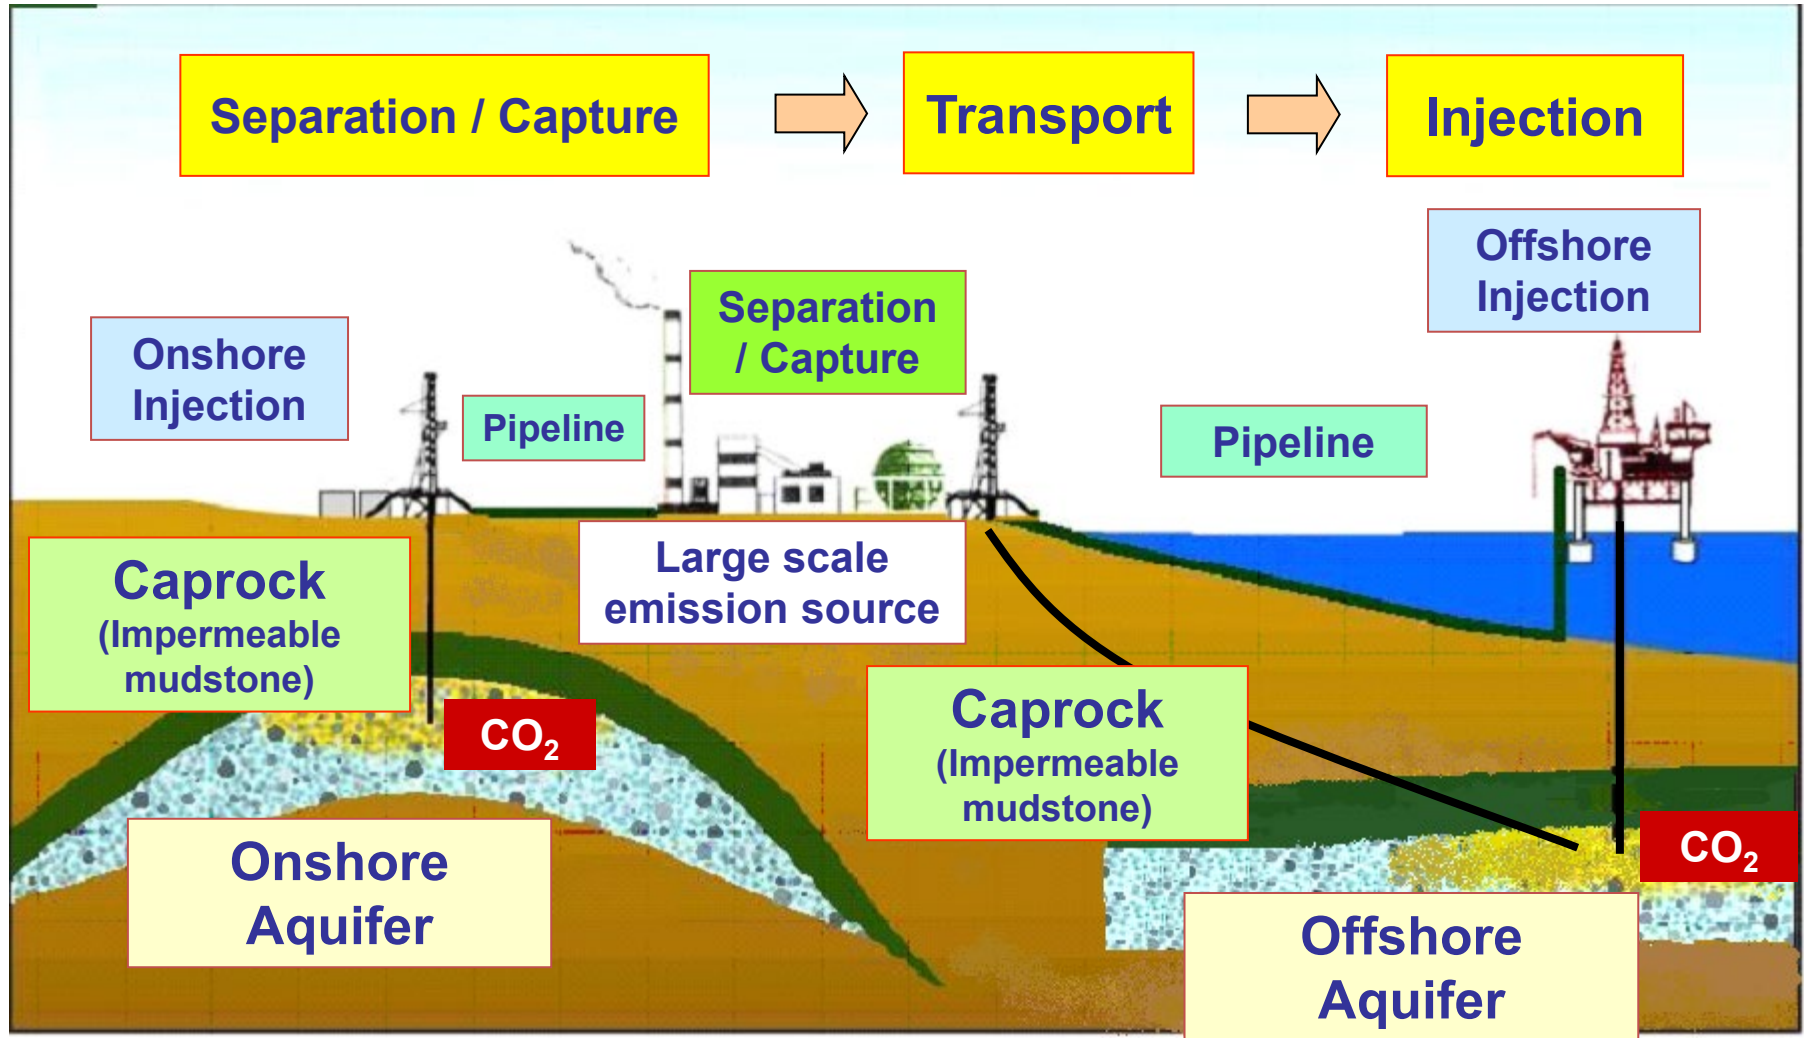 Separation / Capture
Transport
Injection
Offshore
Injection
Separation
/ Capture
Onshore
Injection
Pipeline
Pipeline
Large scale
emission source
Caprock
(Impermeable
mudstone)
Caprock
(Impermeable
mudstone)
CO₂
CO₂
Onshore
Aquifer
Offshore
Aquifer